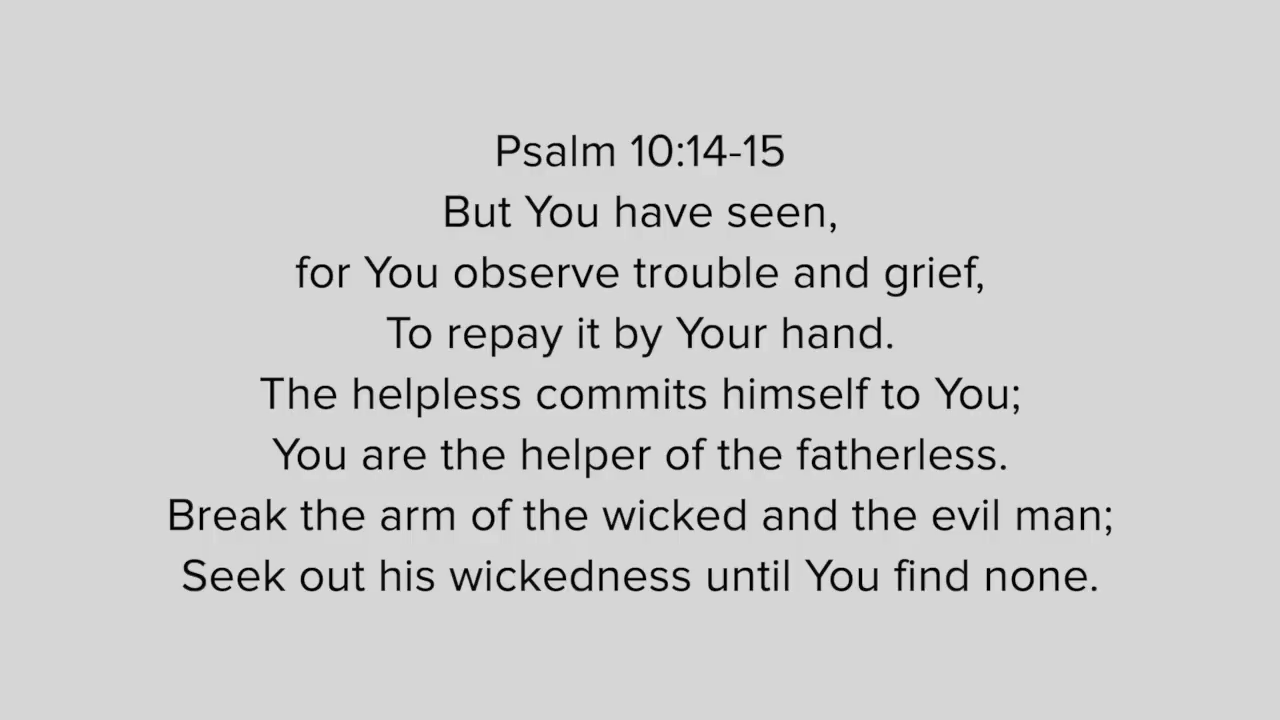 Psalm 10:14-15
But You have seen,
for You observe trouble and grief,
To repay it by Your hand.
The helpless commits himself to You;
You are the helper of the fatherless.
Break the arm of the wicked and the evil man;
Seek out his wickedness until You find none.